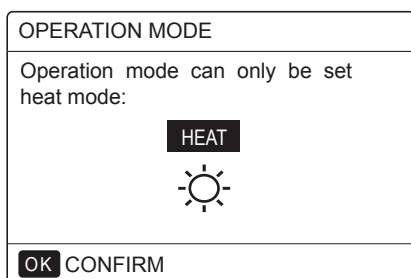 OPERATION MODE
Operation mode can only be set
heat mode:
HEAT
OK CONFIRM